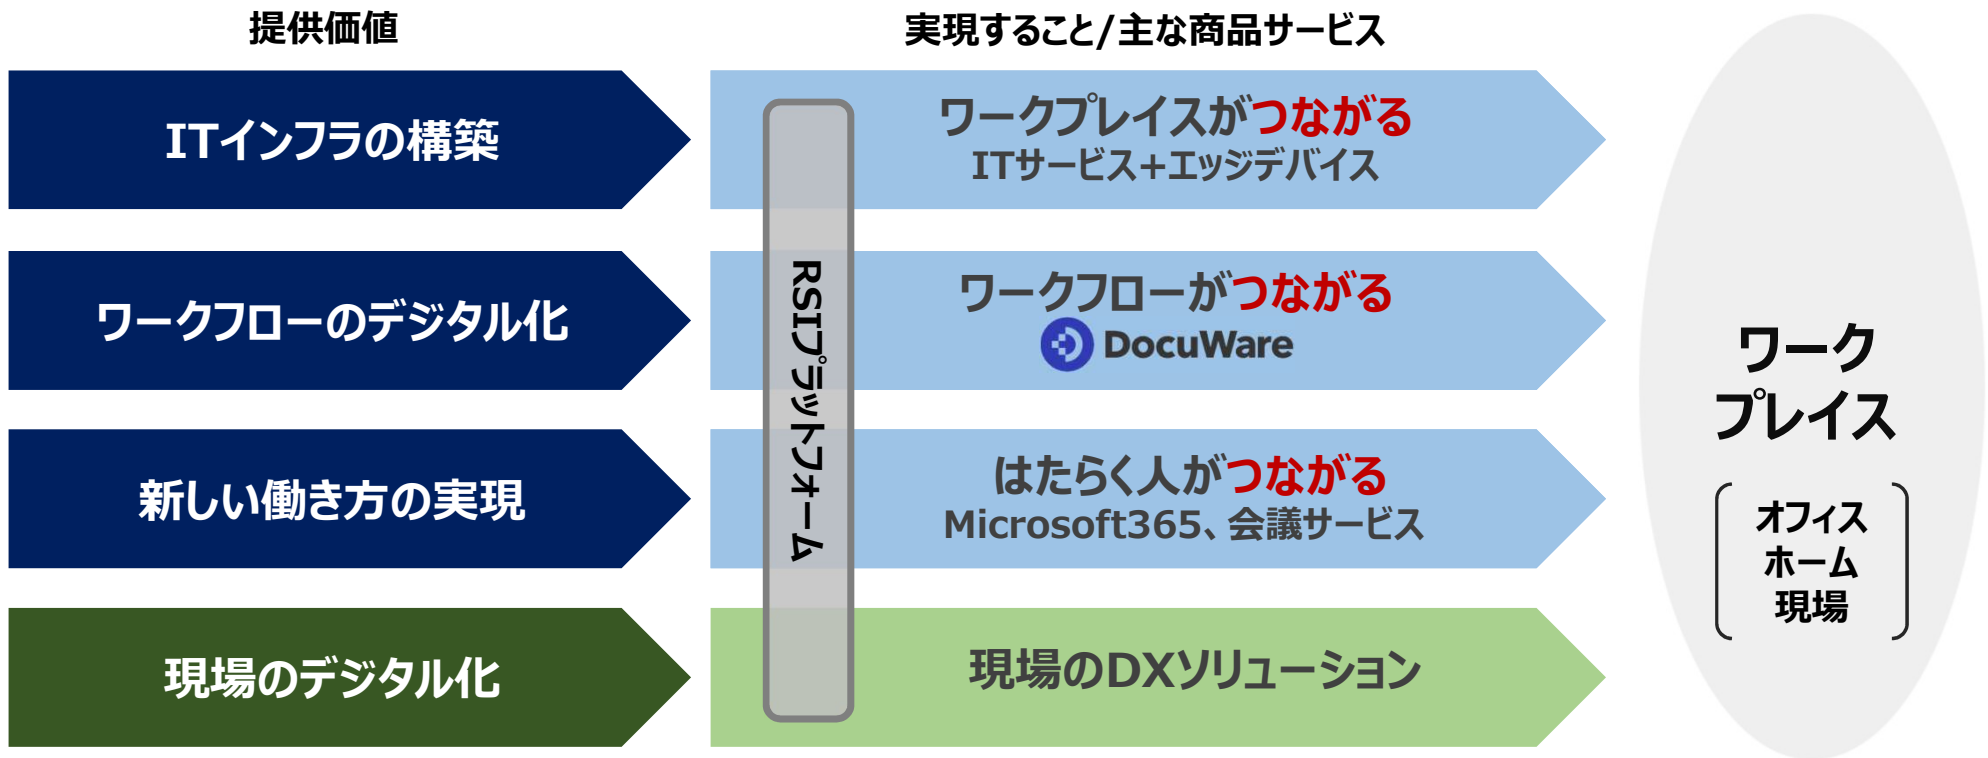 提供価値
実現すること/主な商品サービス
ITインフラの構築
ワークプレイスがつながる
ITサービス+エッジデバイス
ワークフローのデジタル化
ワークフローがつながる
DocuWare
新しい働き方の実現
はたらく人がつながる
Microsoft365、会議サービス
現場のデジタル化
現場のDXソリューション
RSIプラットフォーム
ワーク
プレイス
オフィス
ホーム
現場